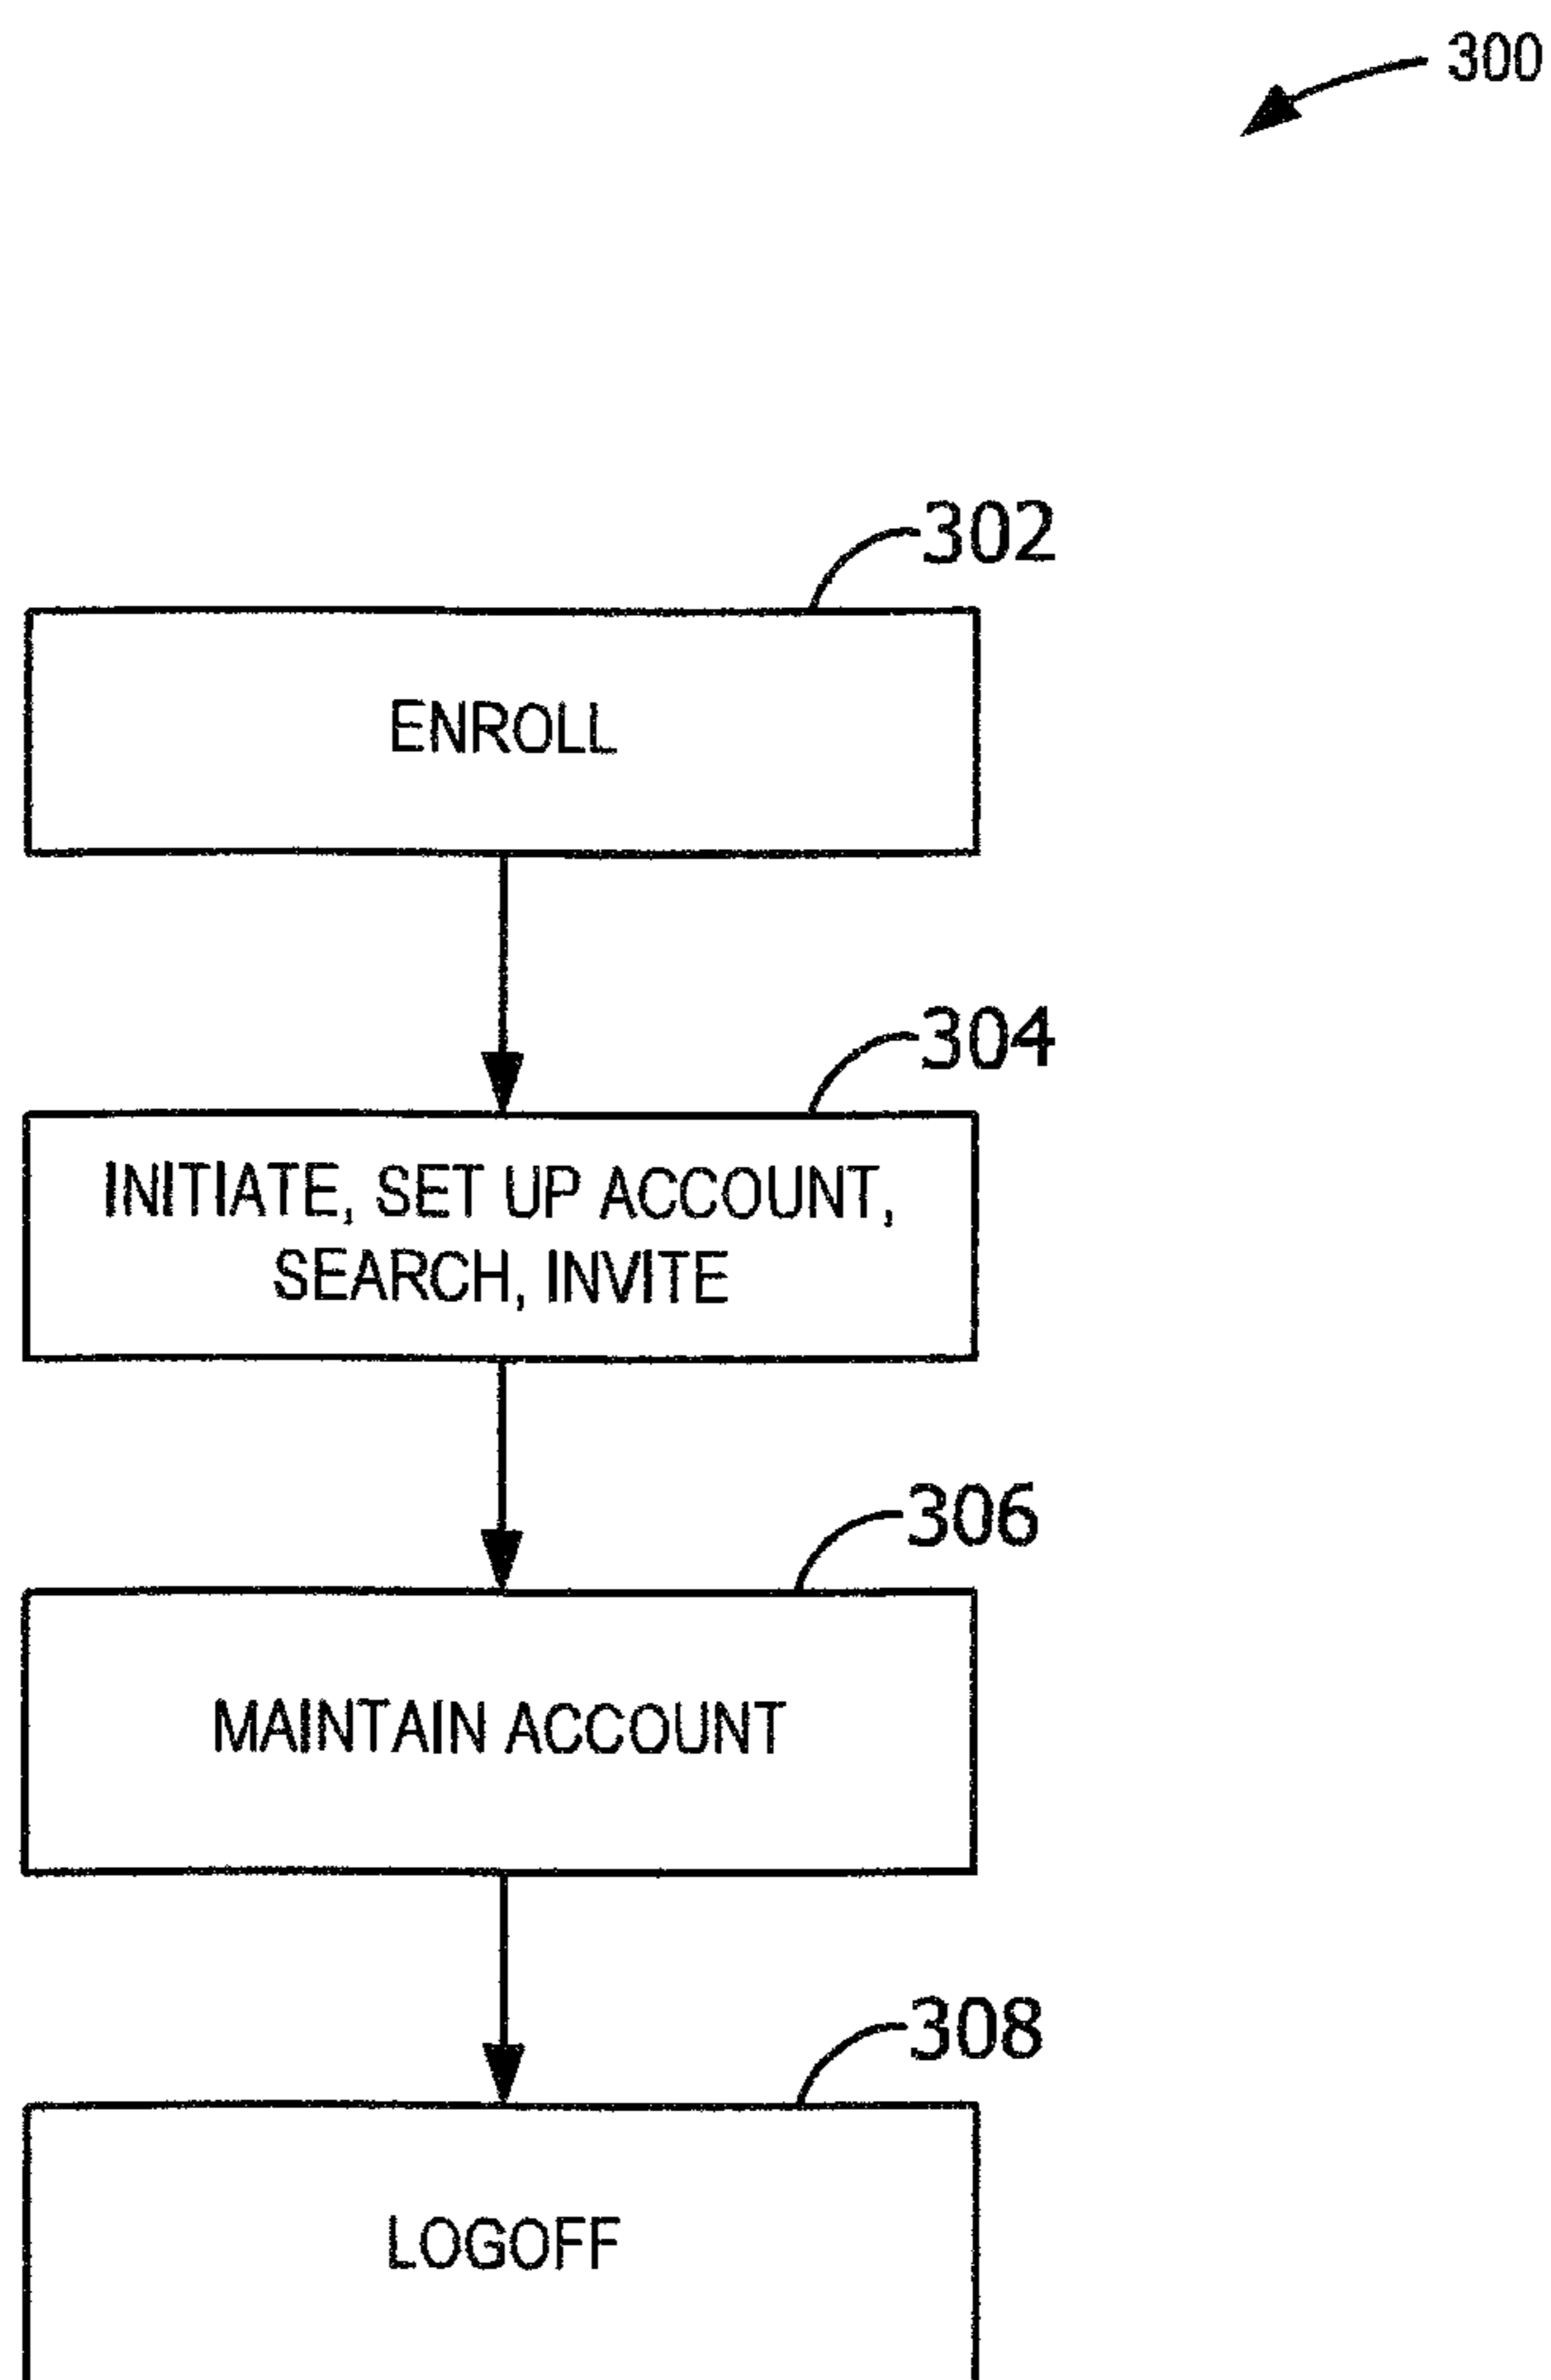 300
302
ENROLL
304
INITIATE, SET UP ACCOUNT,
SEARCH, INVITE
306
MAINTAIN ACCOUNT
308
LOGOFF